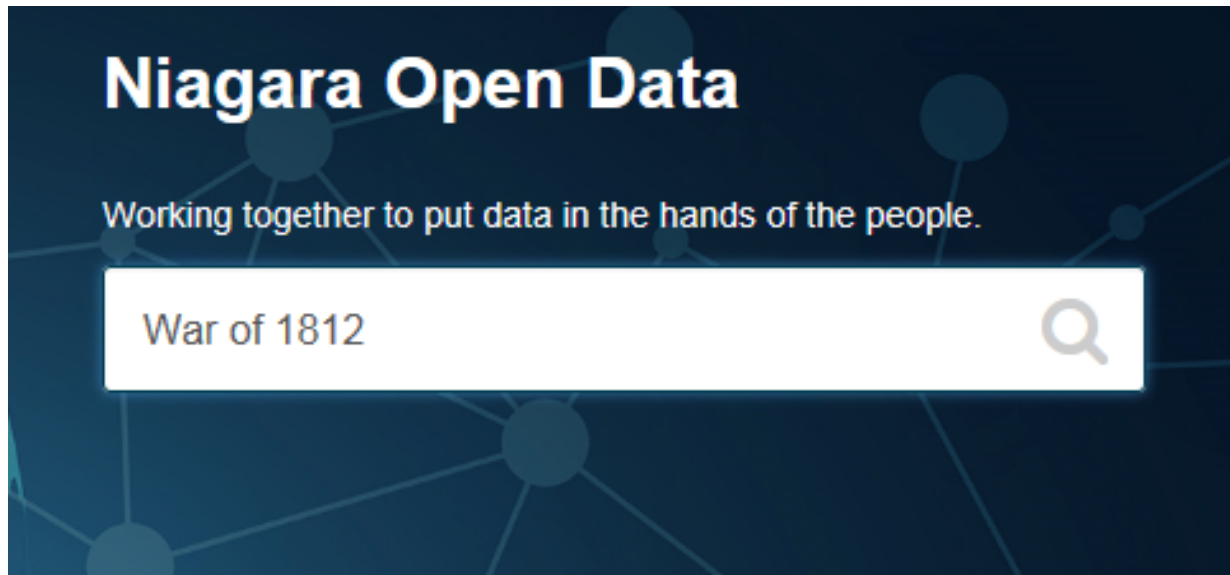 Niagara Open Data
Working together to put data in the hands of the people.
War of 1812